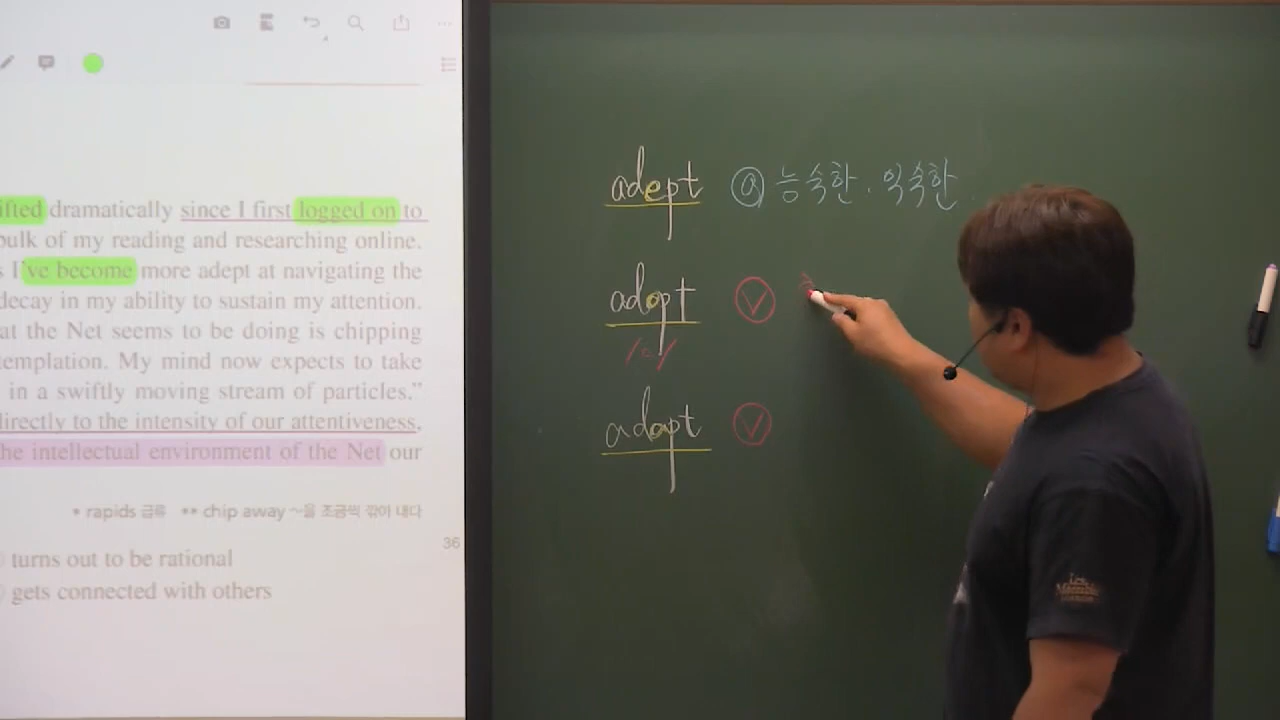 ifted dramatically since I first logged on to
bulk of my reading and researching online.
s I've become more adept at navigating the
decay in my ability to sustain my attention.
at the Net seems to be doing is chipping
templation. My mind now expects to take
in a swiftly moving stream of particles.”
directly to the intensity of our attentiveness,
the intellectual environment of the Net our
* rapids 급류 ** chip away ~을 조금씩 깎아 내다
36
turns out to be rational
gets connected with others
adept ⓐ 능숙한. 익숙한
adopt Ⓥ
/a/
adapt Ⓥ